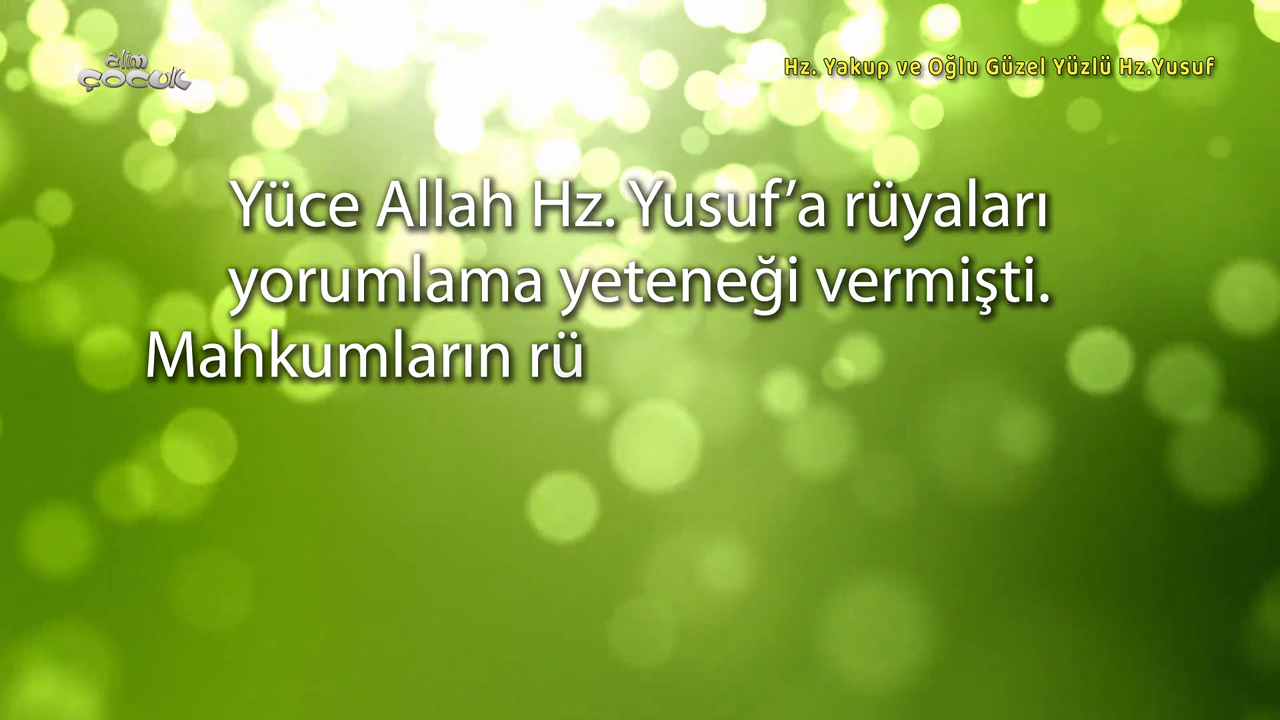 alim
ÇOCUK
Hz. Yakup ve Oğlu Güzel Yüzlü Hz.Yusuf
Yüce Allah Hz. Yusuf’a rüyaları
yorumlama yeteneği vermişti.
Mahkumların rü